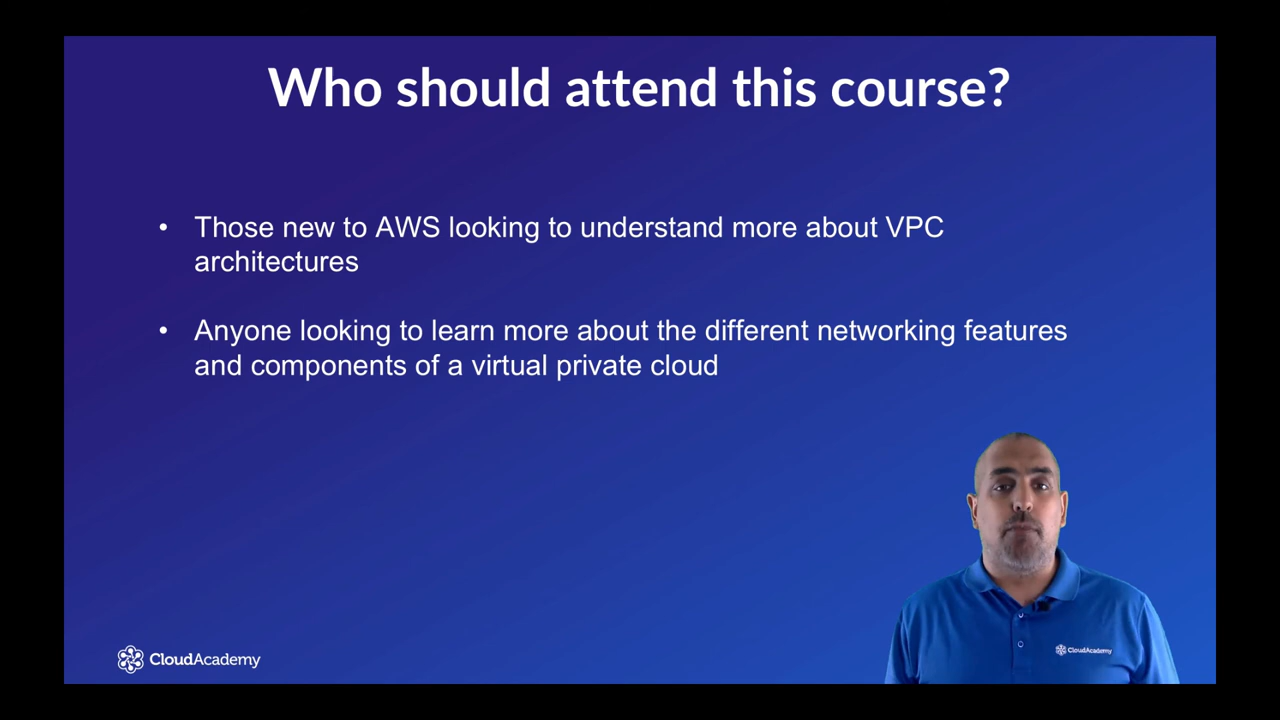 Who should attend this course?
• Those new to AWS looking to understand more about VPC
architectures
• Anyone looking to learn more about the different networking features
and components of a virtual private cloud
CloudAcademy
CloudAcademy